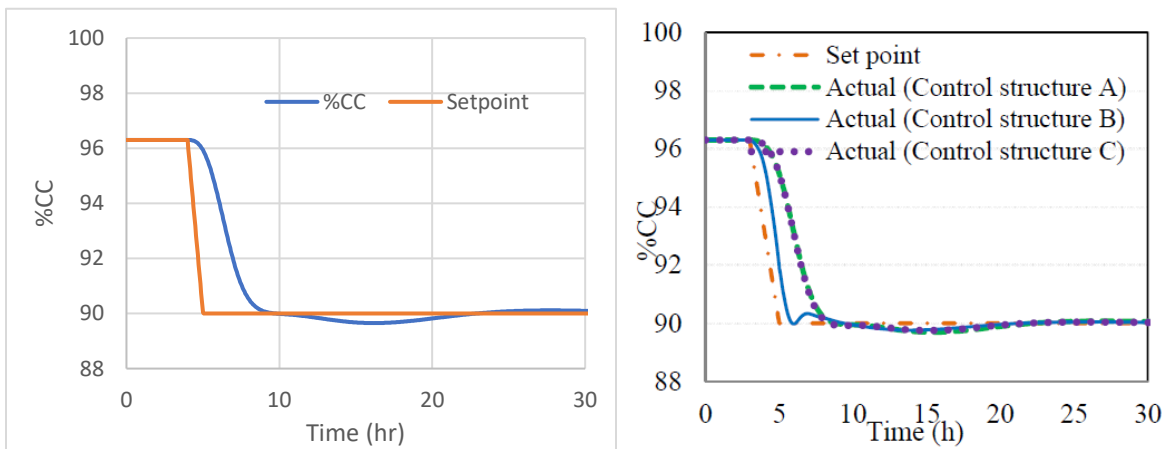 100
98
96
94
92
90
88
%CC
%CC
Setpoint
0
10
20
30
Time (hr)
100
98
96
94
92
90
88
%CC
Set point
Actual (Control structure A)
Actual (Control structure B)
Actual (Control structure C)
0
5
10
15
20
25
30
Time (h)